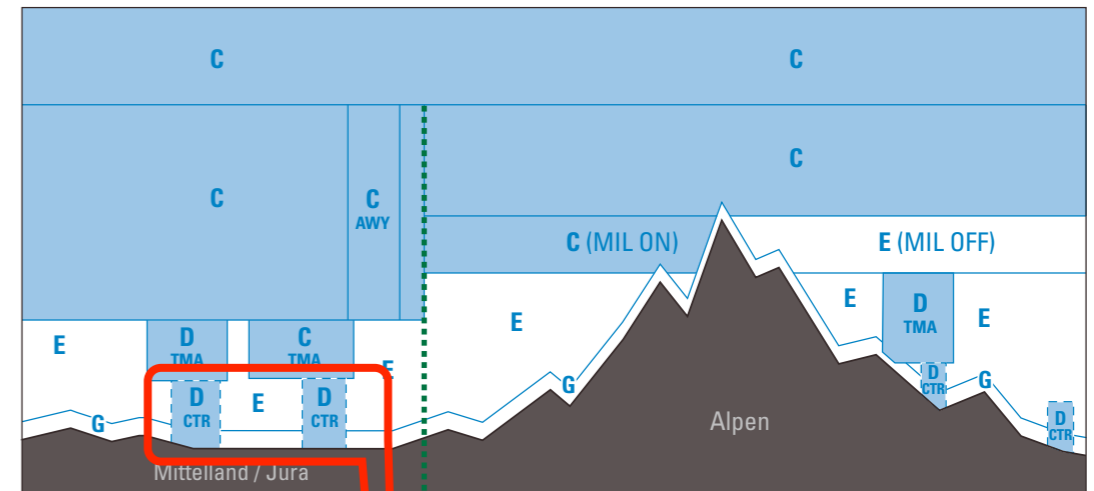 C
C
C
C
C
AWY
C (MIL ON)
E (MIL OFF)
E
D
TMA
C
TMA
E
E
E
D
TMA
E
D
CTR
E
D
CTR
G
G
D
CTR
G
D
CTR
Alpen
Mittelland / Jura